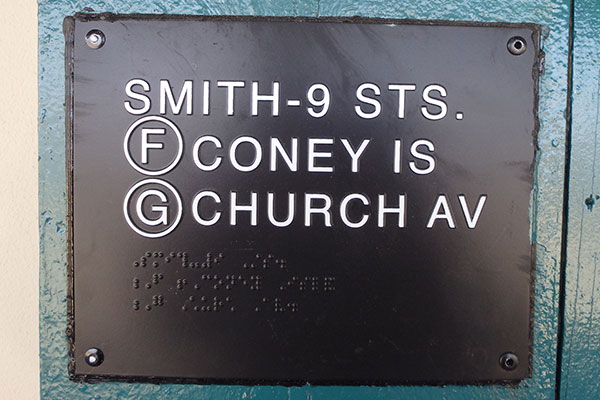 SMITH-9 STS.
F CONEY IS
G CHURCH AV